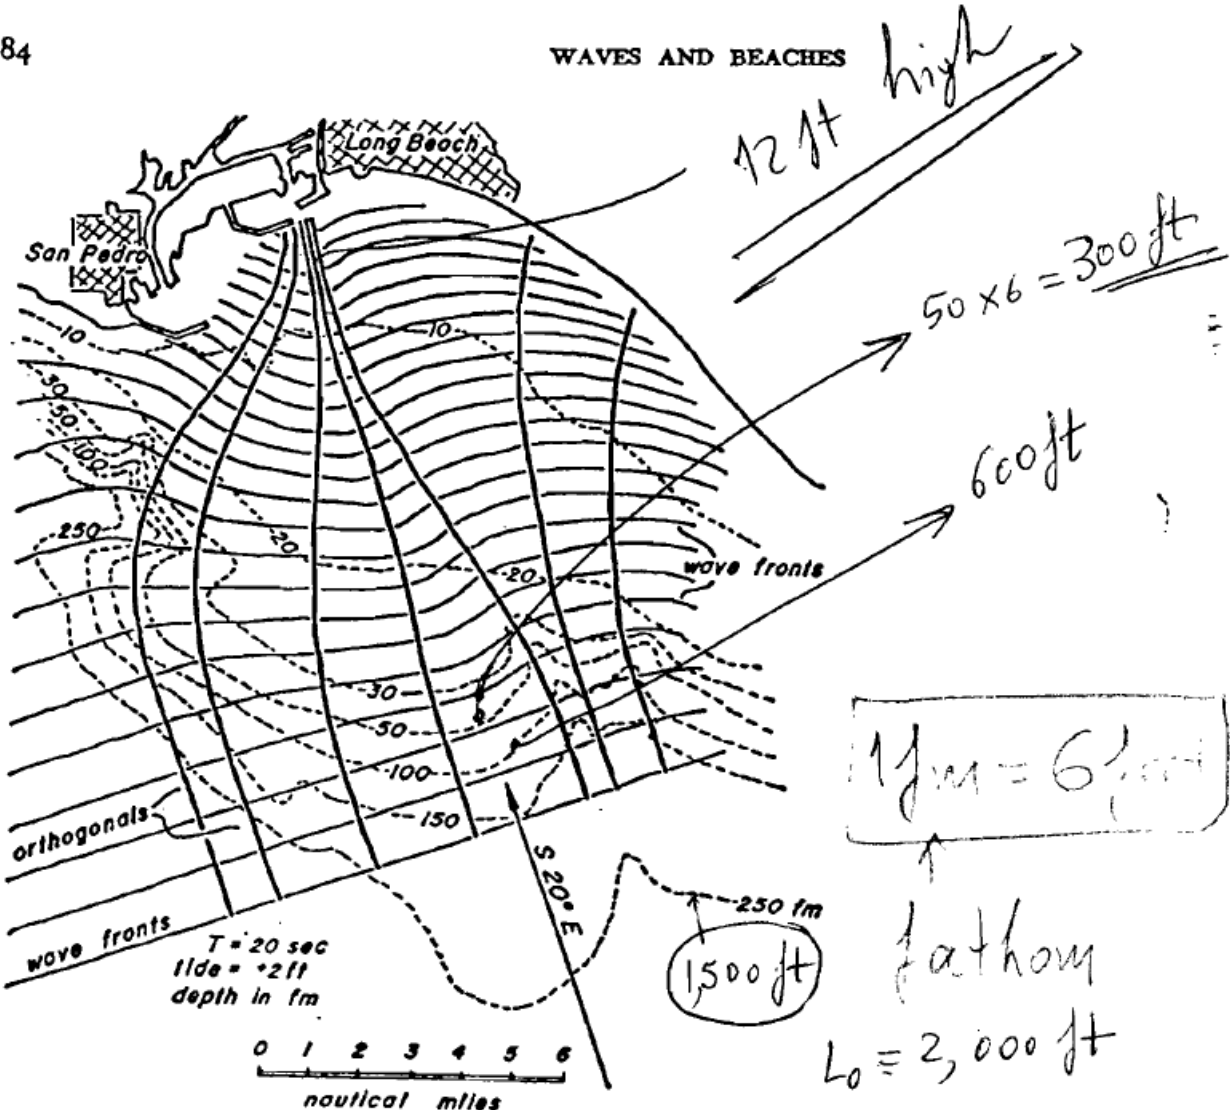 84
WAVES AND BEACHES
12 ft high
Long Beach
San Pedro
50 × 6 = 300 ft
10
10
30
50
100
600 ft
250
20
20
wave fronts
30
50
100
150
1 fm = 6
orthogonals
S 20° E
250 fm
wave fronts
T = 20 sec
tide = +2 ft
depth in fm
1,500 ft
fathom
L₀ = 2,000 ft
0 1 2 3 4 5 6
nautical miles